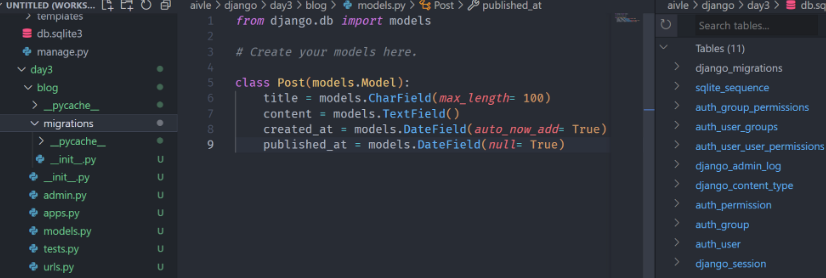 UNTITLED (WORKS...
templates
db.sqlite3
manage.py
day3
blog
__pycache__
migrations
__pycache__
__init__.py U
__init__.py U
admin.py U
apps.py U
models.py U
tests.py U
urls.py U
aivle > django > day3 > blog > models.py > Post > published_at
1 from django.db import models
2
3 # Create your models here.
4
5 class Post(models.Model):
6 title = models.CharField(max_length= 100)
7 content = models.TextField()
8 created_at = models.DateField(auto_now_add= True)
9 published_at = models.DateField(null= True)
aivle > django > day3 > db.sq
Search tables...
Tables (11)
django_migrations
sqlite_sequence
auth_group_permissions
auth_user_groups
auth_user_user_permissions
django_admin_log
django_content_type
auth_permission
auth_group
auth_user
django_session